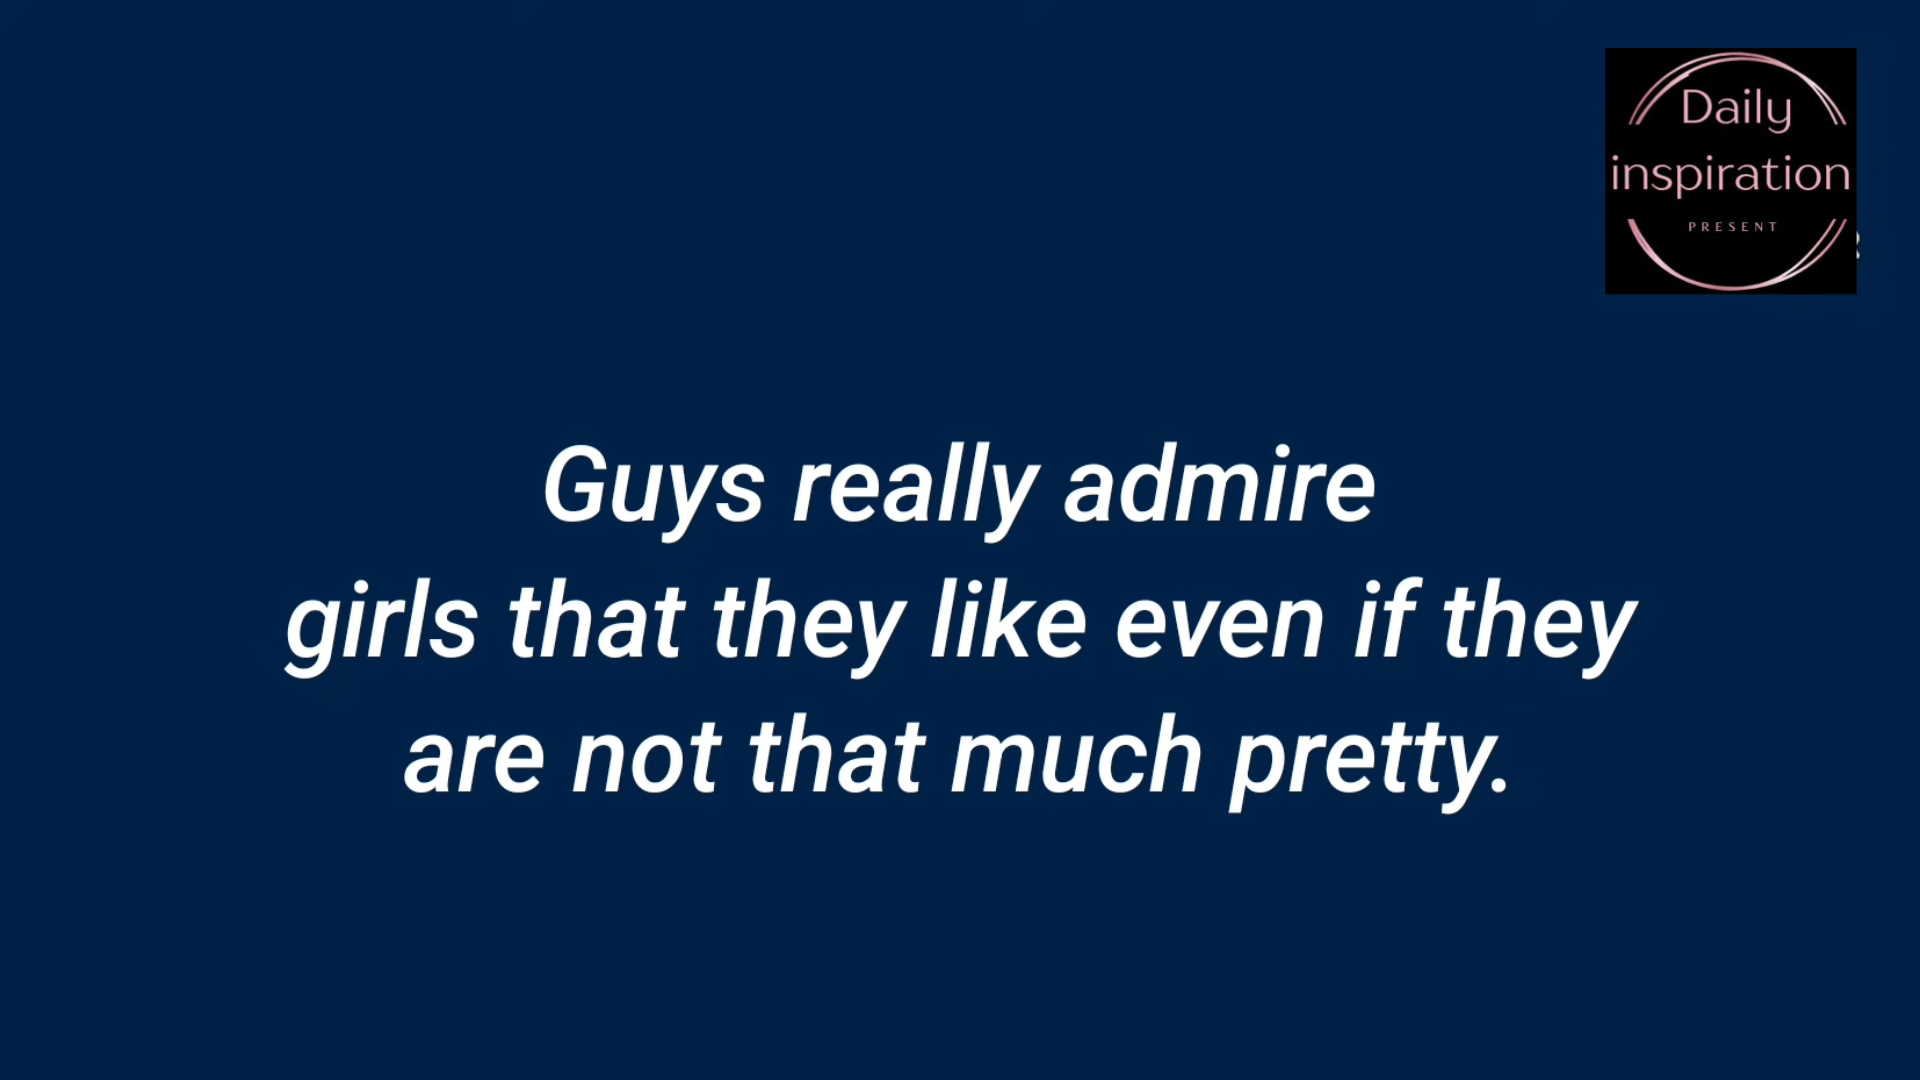 Daily
inspiration
PRESENT
Guys really admire
girls that they like even if they
are not that much pretty.